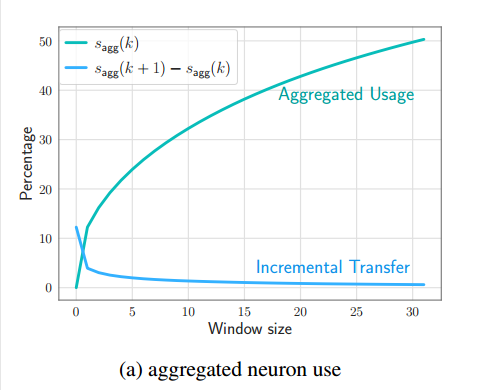 s_agg(k)
s_agg(k + 1) − s_agg(k)
50
40
30
20
10
0
Percentage
Aggregated Usage
Incremental Transfer
0 5 10 15 20 25 30
Window size
(a) aggregated neuron use